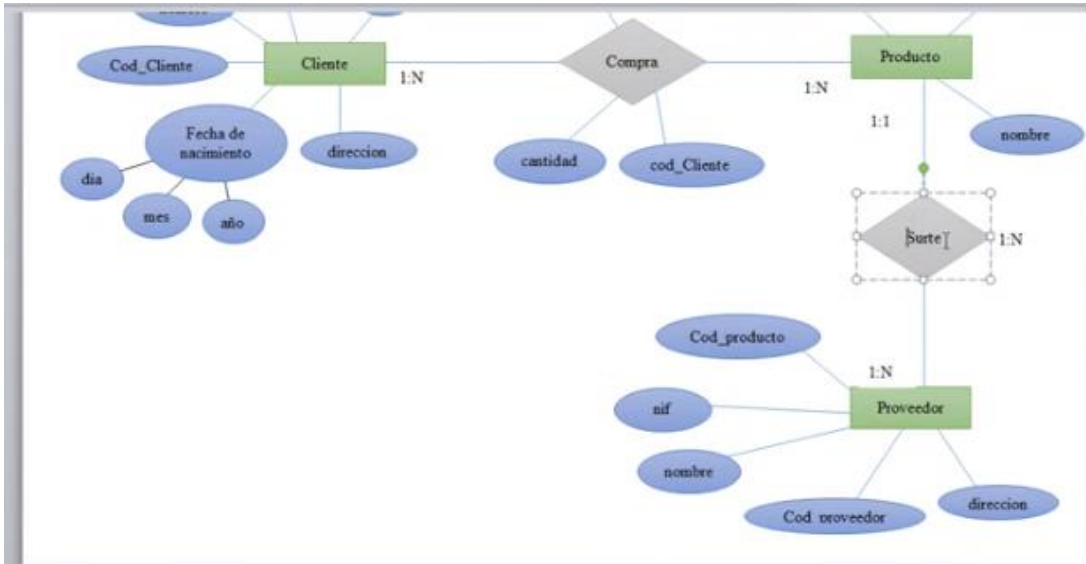 Cod_Cliente
Cliente
Compra
Producto
1:N
1:N
1:1
Fecha de
nacimiento
direccion
cantidad
cod_Cliente
nombre
dia
mes
año
Surte
1:N
Cod_producto
1:N
nif
Proveedor
nombre
Cod_proveedor
direccion